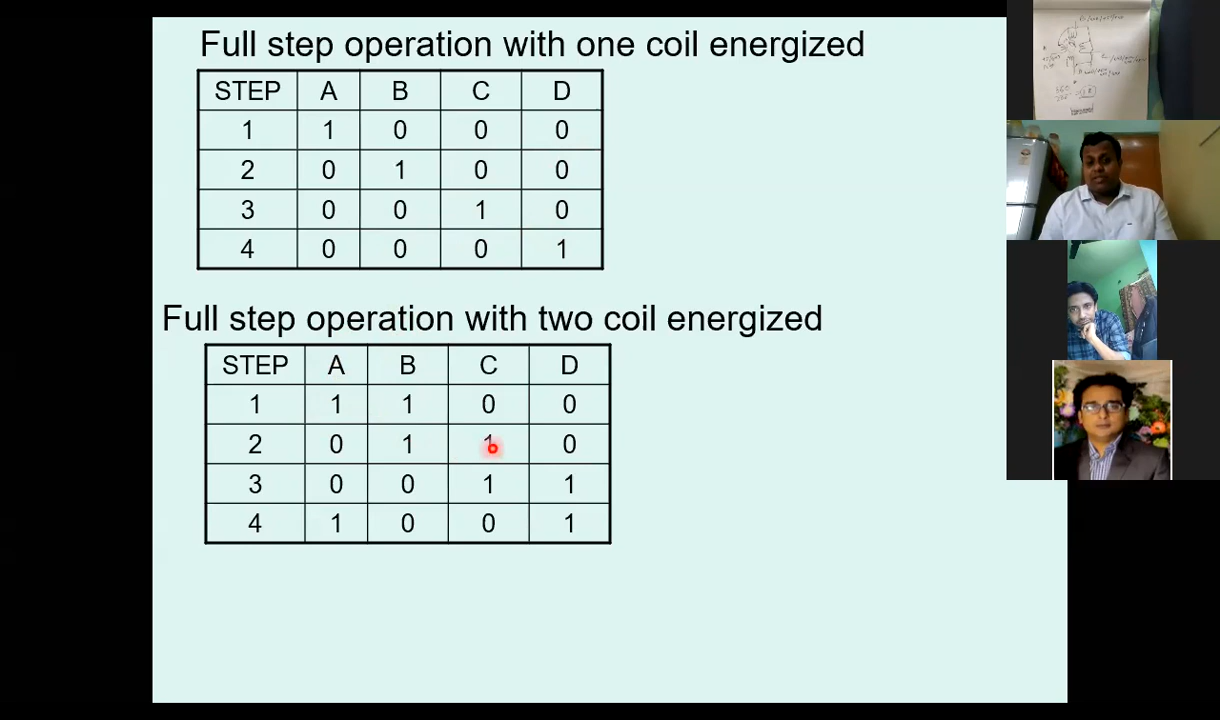 Full step operation with one coil energized
STEP A B C D
1 1 0 0 0
2 0 1 0 0
3 0 0 1 0
4 0 0 0 1
Full step operation with two coil energized
STEP A B C D
1 1 1 0 0
2 0 1 1 0
3 0 0 1 1
4 1 0 0 1